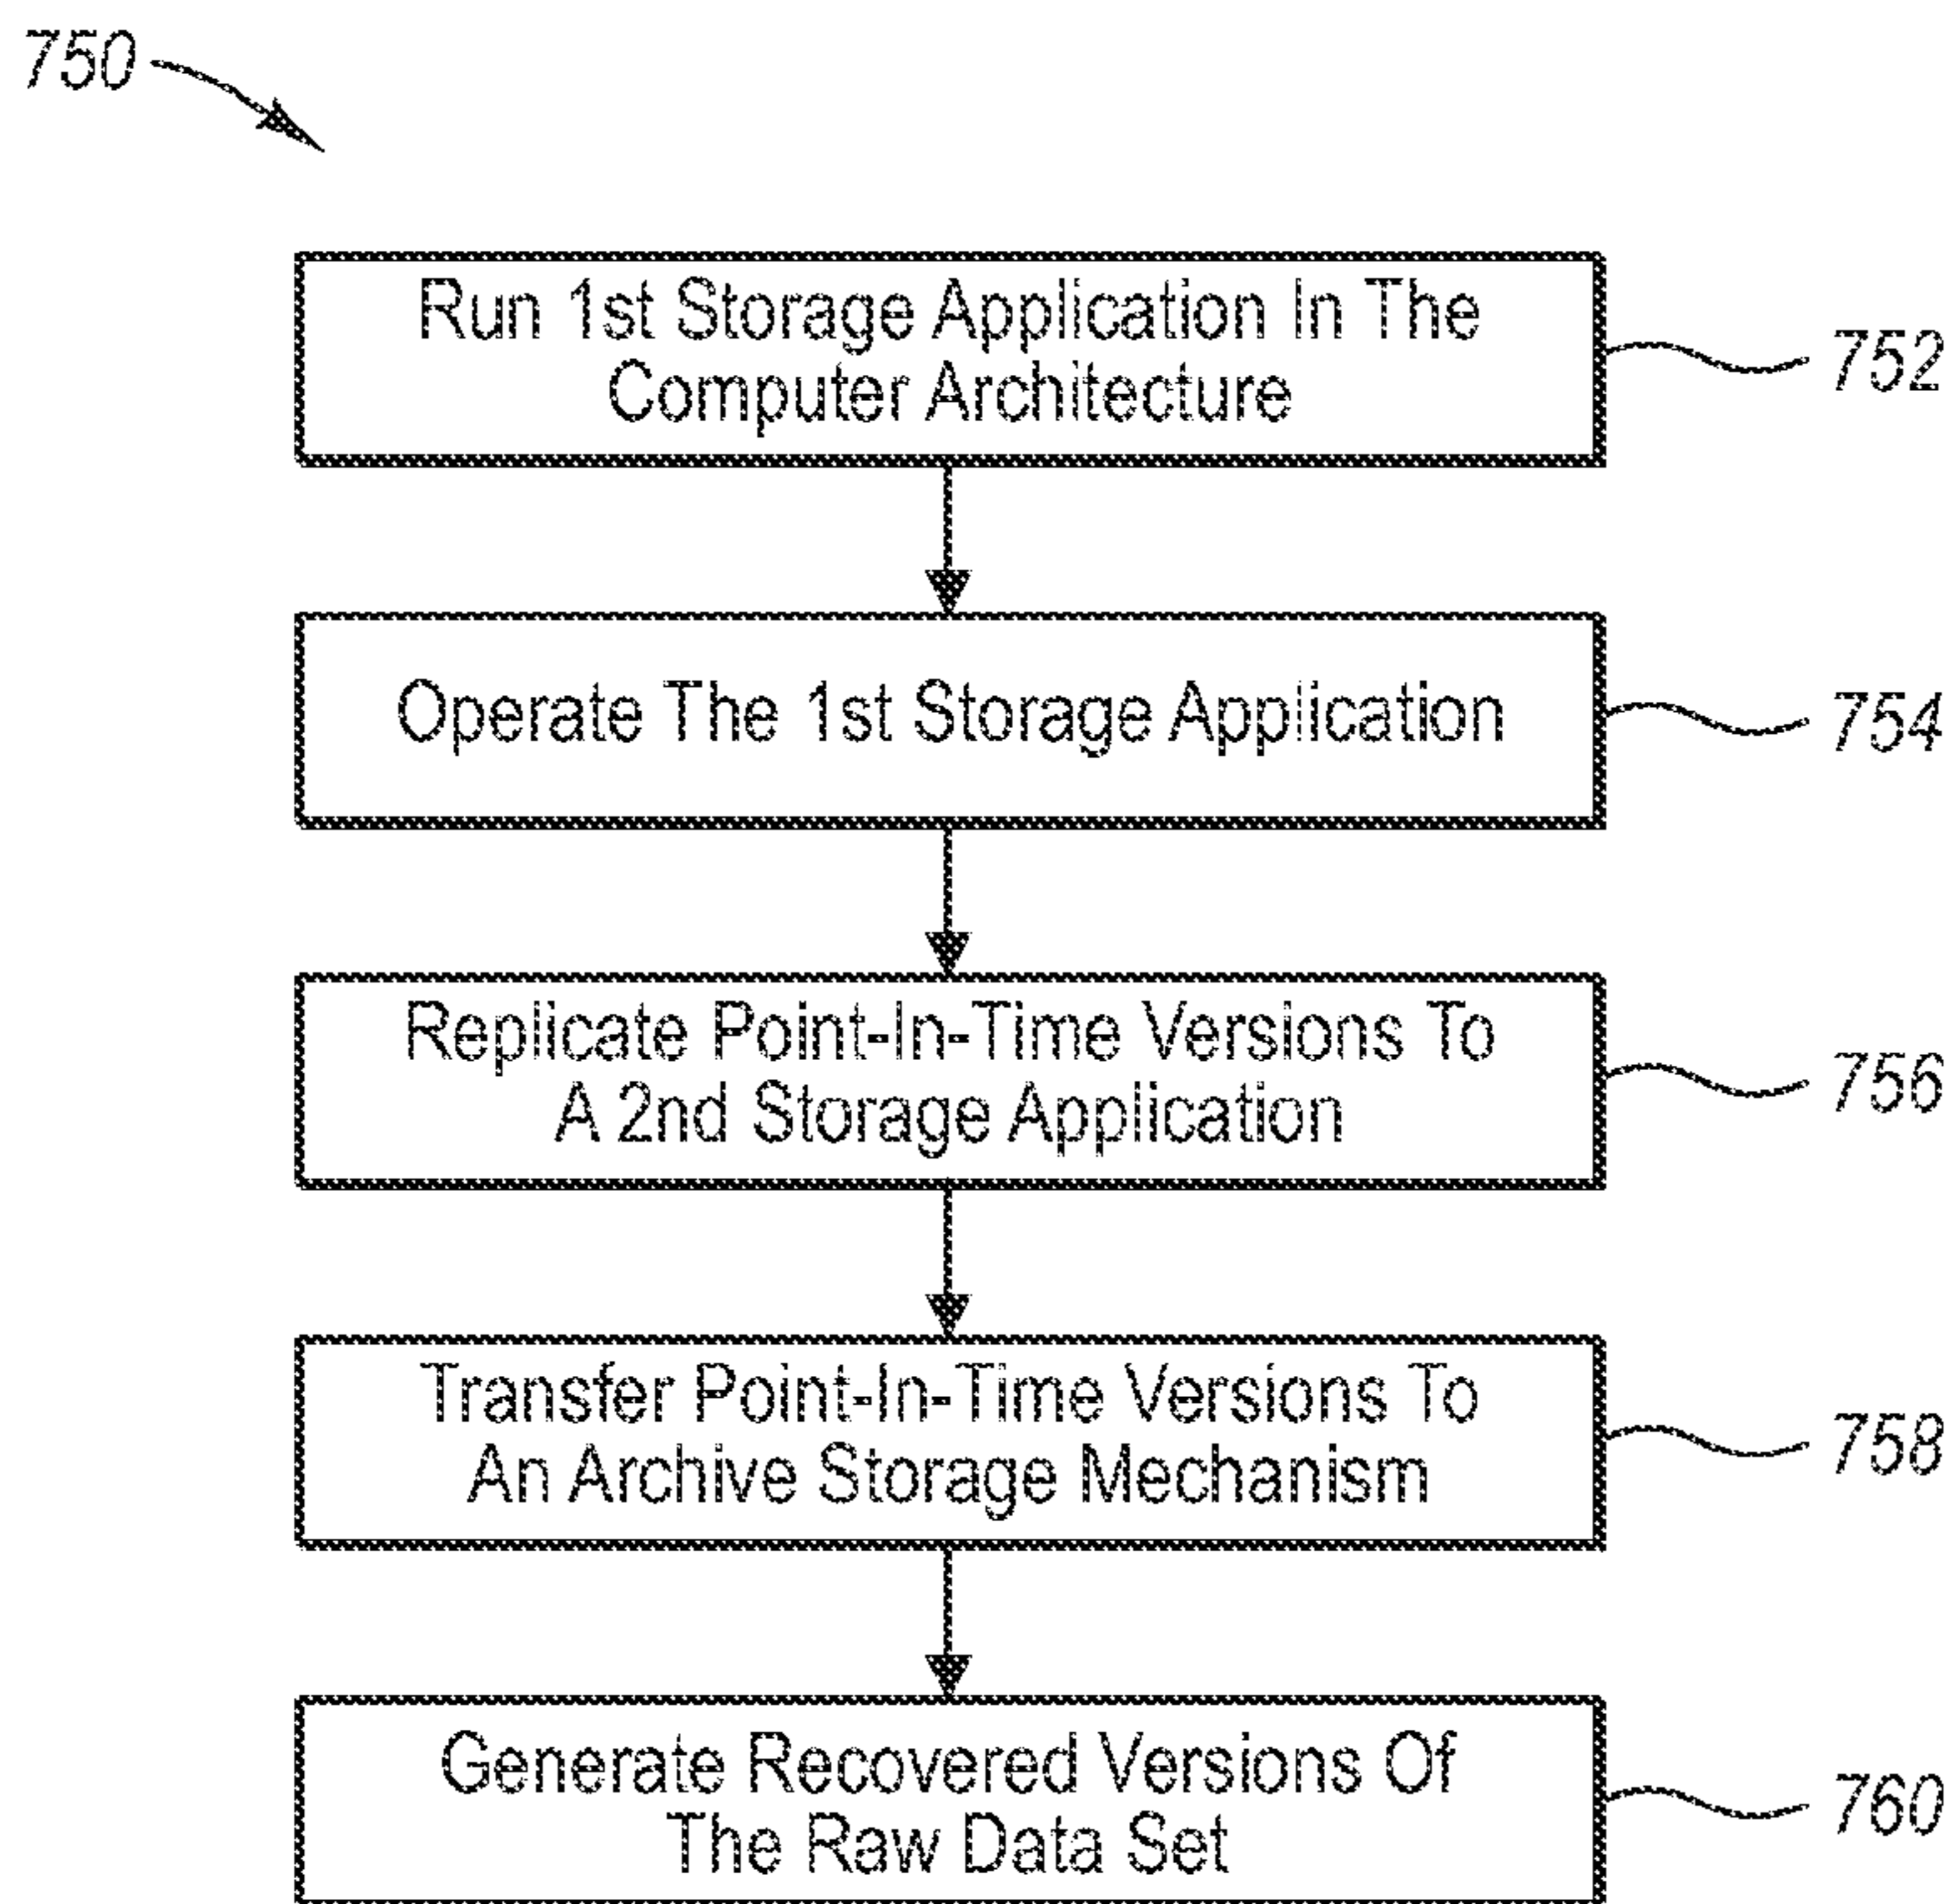 750
Run 1st Storage Application In The
Computer Architecture
752
Operate The 1st Storage Application
754
Replicate Point-In-Time Versions To
A 2nd Storage Application
756
Transfer Point-In-Time Versions To
An Archive Storage Mechanism
758
Generate Recovered Versions Of
The Raw Data Set
760